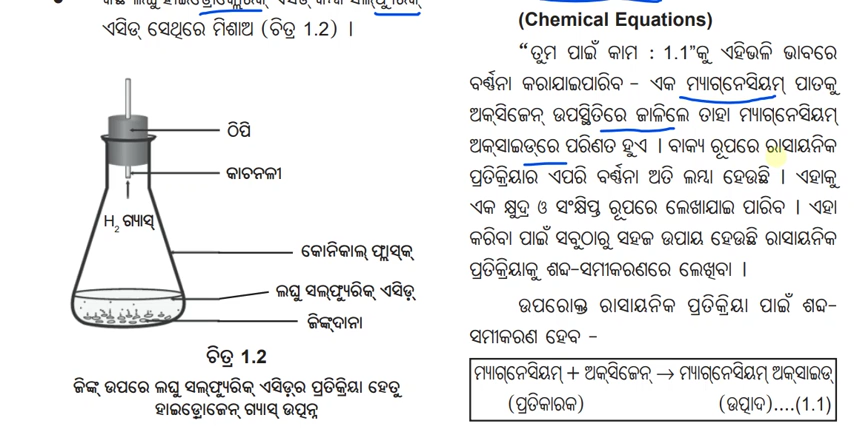 ଏସିଡ୍ ସେଥିରେ ମିଶାଅ (ଚିତ୍ର 1.2) ।
ଠିପି
କାଚନଳୀ
H₂ ଗ୍ୟାସ୍
କୋନିକାଲ୍ ଫ୍ଲାସ୍କ୍
ଲଘୁ ସଲ୍‌ଫ୍ୟୁରିକ୍ ଏସିଡ୍
ଜିଙ୍କ୍‌ଦାନା
ଚିତ୍ର 1.2
ଜିଙ୍କ୍ ଉପରେ ଲଘୁ ସଲ୍‌ଫ୍ୟୁରିକ୍ ଏସିଡ୍‌ର ପ୍ରତିକ୍ରିୟା ହେତୁ
ହାଇଡ୍ରୋଜେନ୍ ଗ୍ୟାସ୍ ଉତ୍ପନ୍ନ
(Chemical Equations)
“ତୁମ ପାଇଁ କାମ : 1.1”କୁ ଏହିଭଳି ଭାବରେ
ବର୍ଣ୍ଣନା କରାଯାଇପାରିବ – ଏକ ମ୍ୟାଗ୍‌ନେସିୟମ୍ ପାତକୁ
ଅକ୍‌ସିଜେନ୍ ଉପସ୍ଥିତିରେ ଜାଳିଲେ ତାହା ମ୍ୟାଗ୍‌ନେସିୟମ୍
ଅକ୍‌ସାଇଡ୍‌ରେ ପରିଣତ ହୁଏ । ବାକ୍ୟ ରୂପରେ ରାସାୟନିକ
ପ୍ରତିକ୍ରିୟାର ଏପରି ବର୍ଣ୍ଣନା ଅତି ଲମ୍ବା ହେଉଛି । ଏହାକୁ
ଏକ କ୍ଷୁଦ୍ର ଓ ସଂକ୍ଷିପ୍ତ ରୂପରେ ଲେଖାଯାଇ ପାରିବ । ଏହା
କରିବା ପାଇଁ ସବୁଠାରୁ ସହଜ ଉପାୟ ହେଉଛି ରାସାୟନିକ
ପ୍ରତିକ୍ରିୟାକୁ ଶବ୍ଦ-ସମୀକରଣରେ ଲେଖିବା ।
ଉପରୋକ୍ତ ରାସାୟନିକ ପ୍ରତିକ୍ରିୟା ପାଇଁ ଶବ୍ଦ-
ସମୀକରଣ ହେବ –
ମ୍ୟାଗ୍‌ନେସିୟମ୍ + ଅକ୍‌ସିଜେନ୍ → ମ୍ୟାଗ୍‌ନେସିୟମ୍ ଅକ୍‌ସାଇଡ୍
(ପ୍ରତିକାରକ) (ଉତ୍ପାଦ)....(1.1)